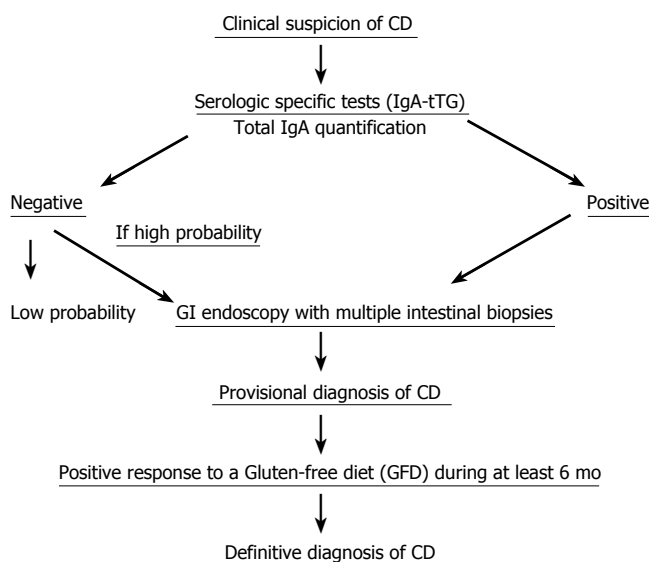 Clinical suspicion of CD
Serologic specific tests (IgA-tTG)
Total IgA quantification
Negative
Positive
If high probability
Low probability
GI endoscopy with multiple intestinal biopsies
Provisional diagnosis of CD
Positive response to a Gluten-free diet (GFD) during at least 6 mo
Definitive diagnosis of CD